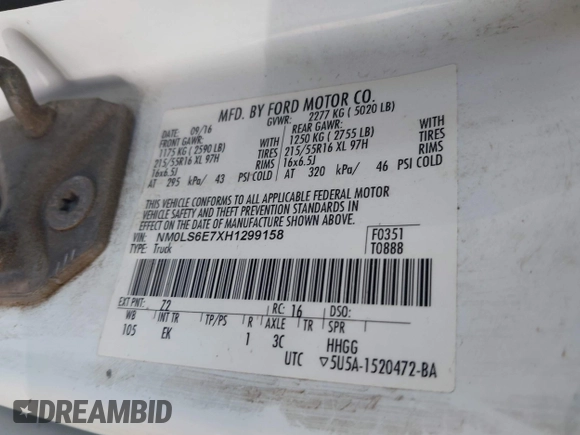 MFD. BY FORD MOTOR CO.
DATE: 09/16 GVWR: 2277 KG ( 5020 LB)
FRONT GAWR: REAR GAWR:
1175 KG ( 2590 LB) WITH 1250 KG ( 2755 LB) WITH
215/55R16 XL 97H TIRES 215/55R16 XL 97H TIRES
16x6.5J RIMS 16x6.5J RIMS
AT 295 kPa/ 43 PSI COLD AT 320 kPa/ 46 PSI COLD
THIS VEHICLE CONFORMS TO ALL APPLICABLE FEDERAL MOTOR
VEHICLE SAFETY AND THEFT PREVENTION STANDARDS IN
EFFECT ON THE DATE OF MANUFACTURE SHOWN ABOVE.
VIN: NM0LS6E7XH1299158 F0351
TYPE: Truck T0888
EXT PNT: Z2 RC: 16 DSO:
WB INT TR TP/PS R AXLE TR SPR
105 EK 1 3C HHGG
UTC 5U5A-1520472-BA
DREAMBID